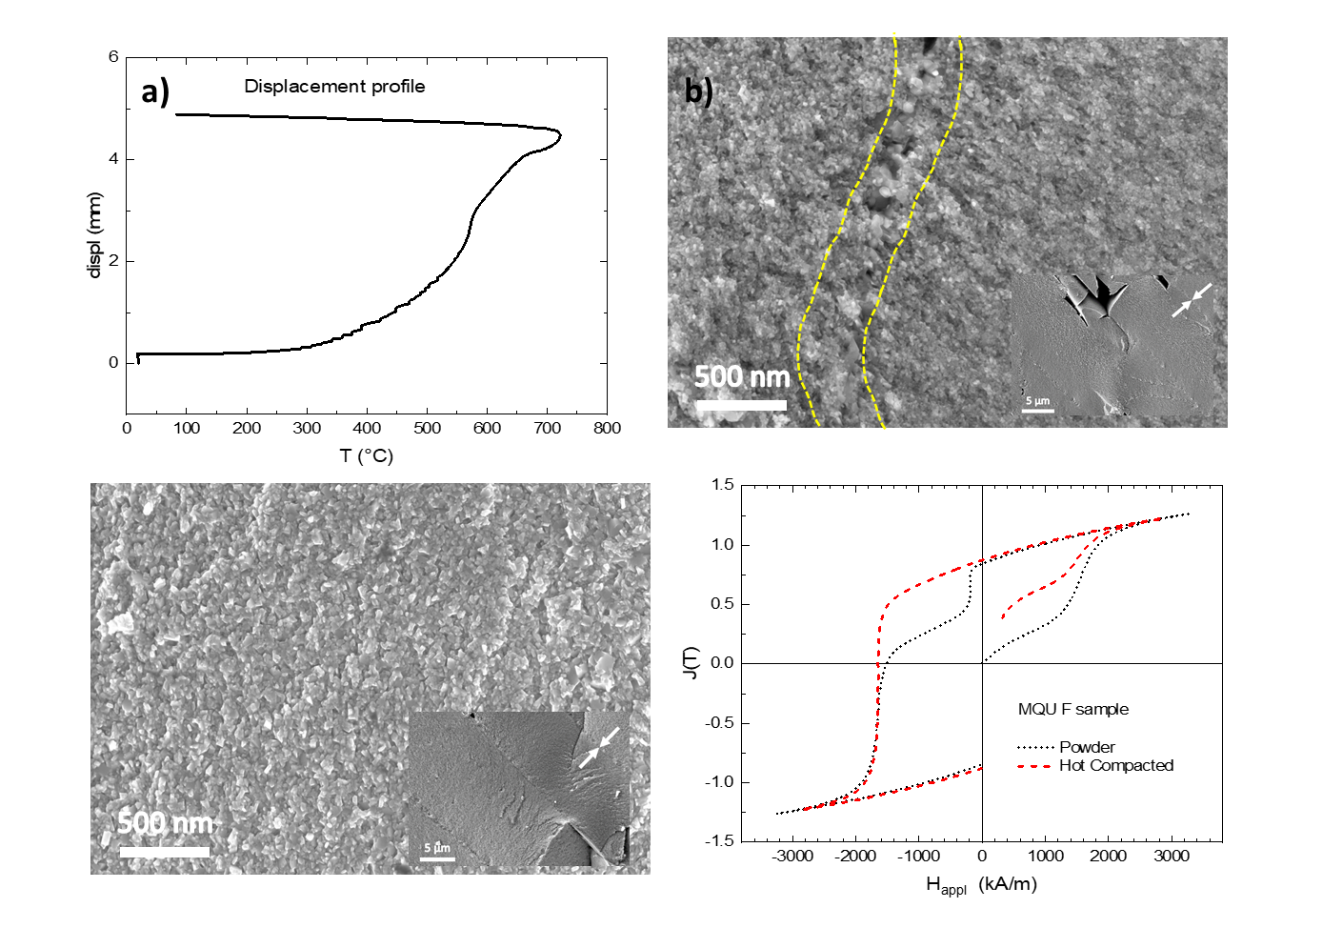 a)
Displacement profile
6
4
2
0
displ (mm)
0 100 200 300 400 500 600 700 800
T (°C)
b)
500 nm
5 µm
500 nm
5 µm
1.5
1.0
0.5
0.0
-0.5
-1.0
-1.5
J(T)
MQU F sample
Powder
Hot Compacted
-3000 -2000 -1000 0 1000 2000 3000
Happl (kA/m)